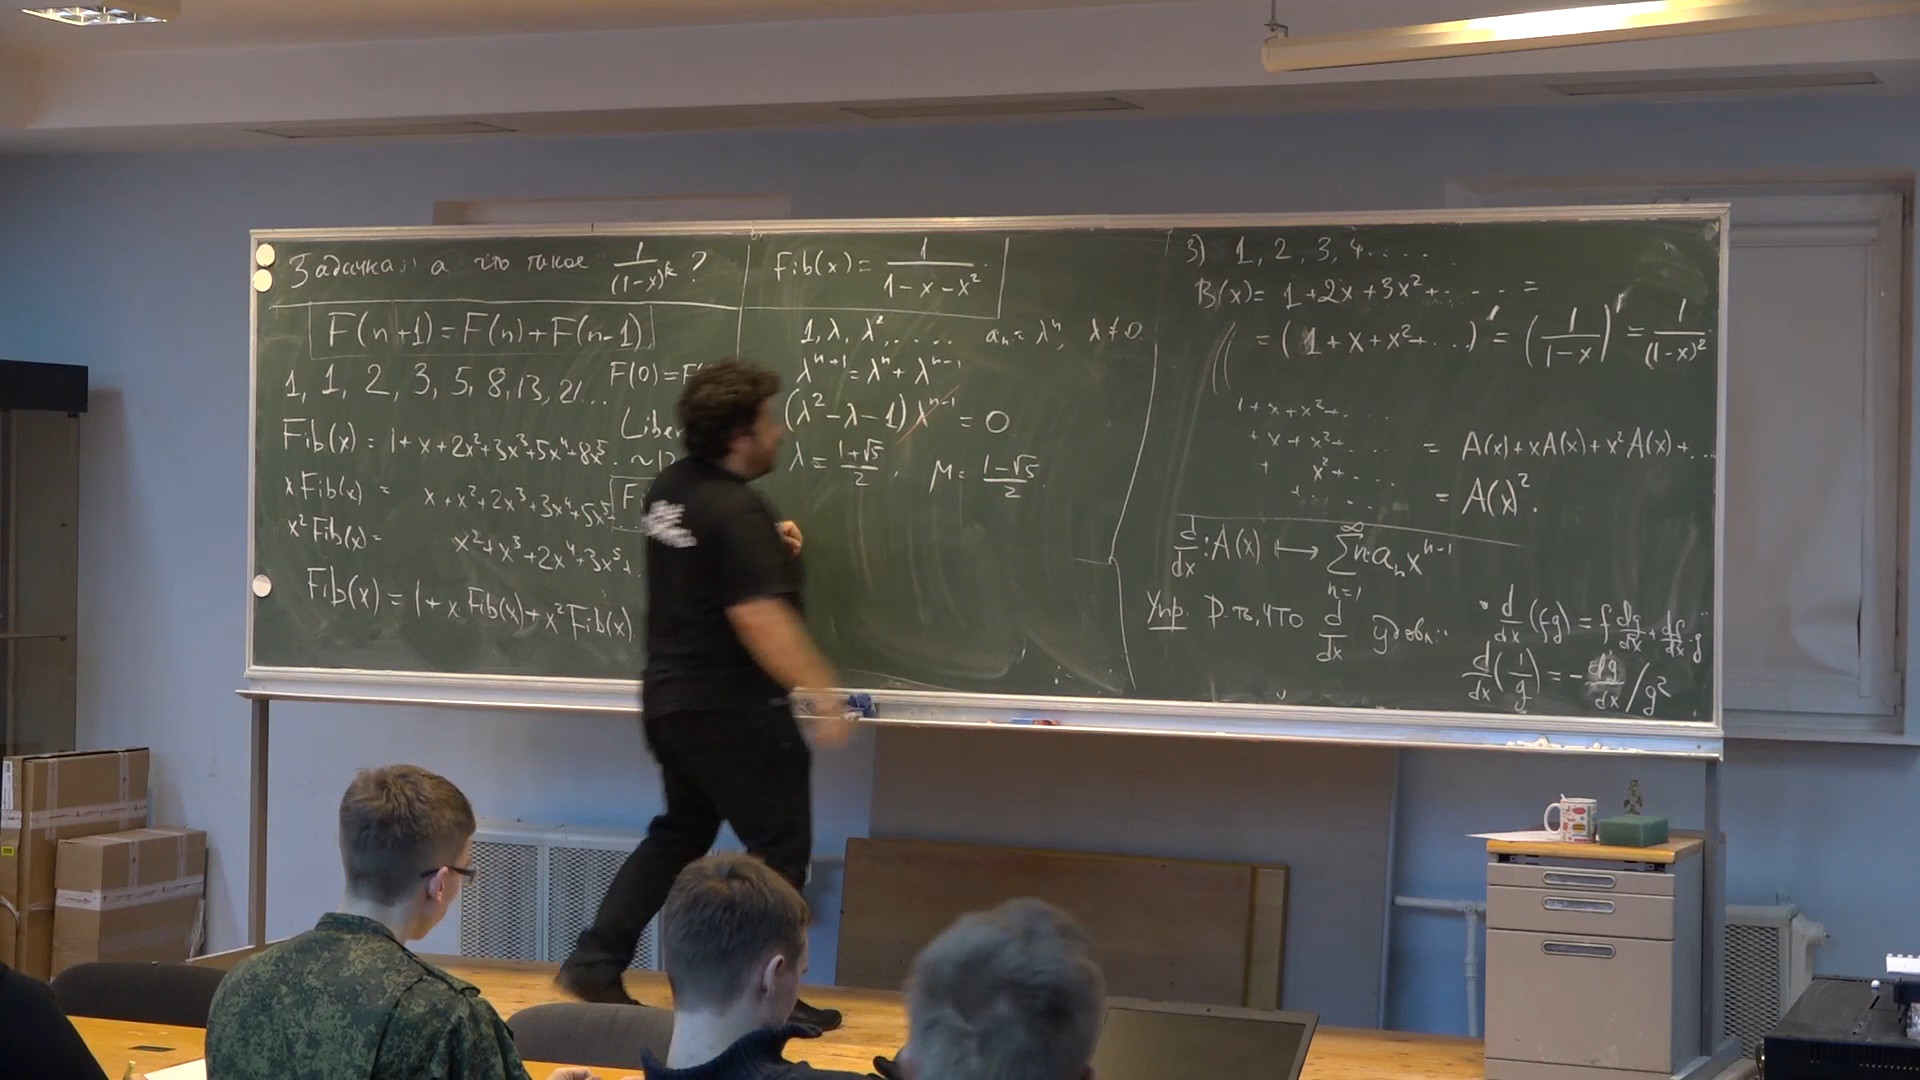 Задачка: а что такое 1/(1-x)^k ?
F(n+1) = F(n) + F(n-1)
1, 1, 2, 3, 5, 8, 13, 21...
F(0) = F
Liber
Fib(x) = 1 + x + 2x² + 3x³ + 5x⁴ + 8x⁵
x Fib(x) = x + x² + 2x³ + 3x⁴ + 5x⁵
x² Fib(x) = x² + x³ + 2x⁴ + 3x⁵ +
Fib(x) = 1 + x Fib(x) + x² Fib(x)
Fib(x) = 1/(1-x-x²)
1, λ, λ², ..... aₙ = λⁿ, λ ≠ 0.
λⁿ⁺¹ = λⁿ + λⁿ⁻¹
(λ² - λ - 1) λⁿ⁻¹ = 0
λ = (1+√5)/2, μ = (1-√5)/2
3) 1, 2, 3, 4.....
B(x) = 1 + 2x + 3x² + ..... =
= (1 + x + x² + ...)′ = (1/(1-x))′ = 1/(1-x)²
1 + x + x² + ....
+ x + x² + .... = A(x) + xA(x) + x²A(x) + ...
+ x² + ....
+ ..... = A(x)².
d/dx : A(x) ⟼ ∑_{n=1}^{∞} n·aₙxⁿ⁻¹
Упр. Д-ть, что d/dx удовл.: • d/dx (fg) = f dg/dx + df/dx · g
d/dx (1/g) = - dg/dx / g²